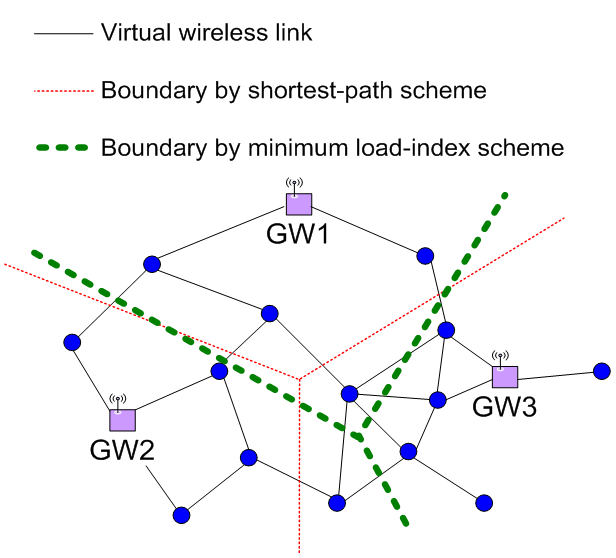 Virtual wireless link
Boundary by shortest-path scheme
Boundary by minimum load-index scheme
GW1
GW3
GW2